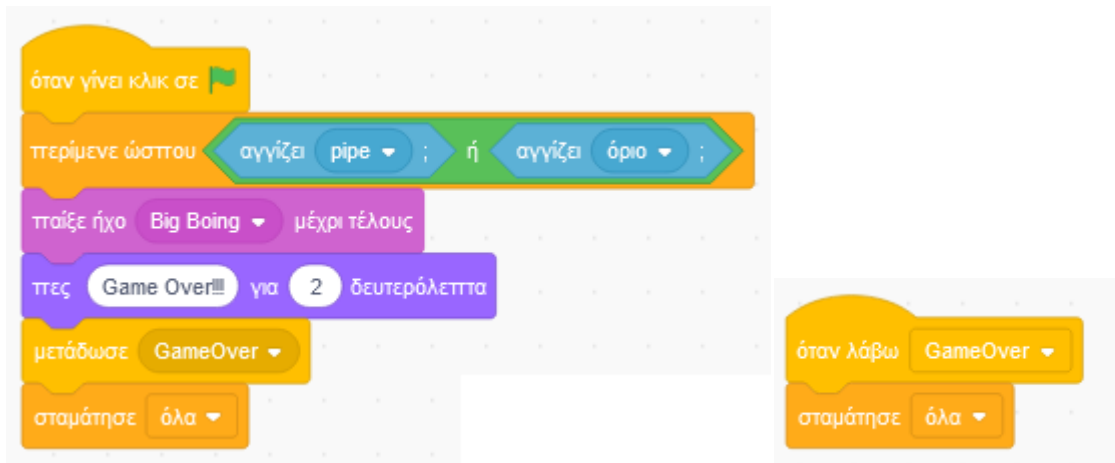 όταν γίνει κλικ σε
περίμενε ώσπου αγγίζει pipe ; ή αγγίζει όριο ;
παίξε ήχο Big Boing μέχρι τέλους
πες Game Over!!! για 2 δευτερόλεπτα
μετάδωσε GameOver
σταμάτησε όλα
όταν λάβω GameOver
σταμάτησε όλα